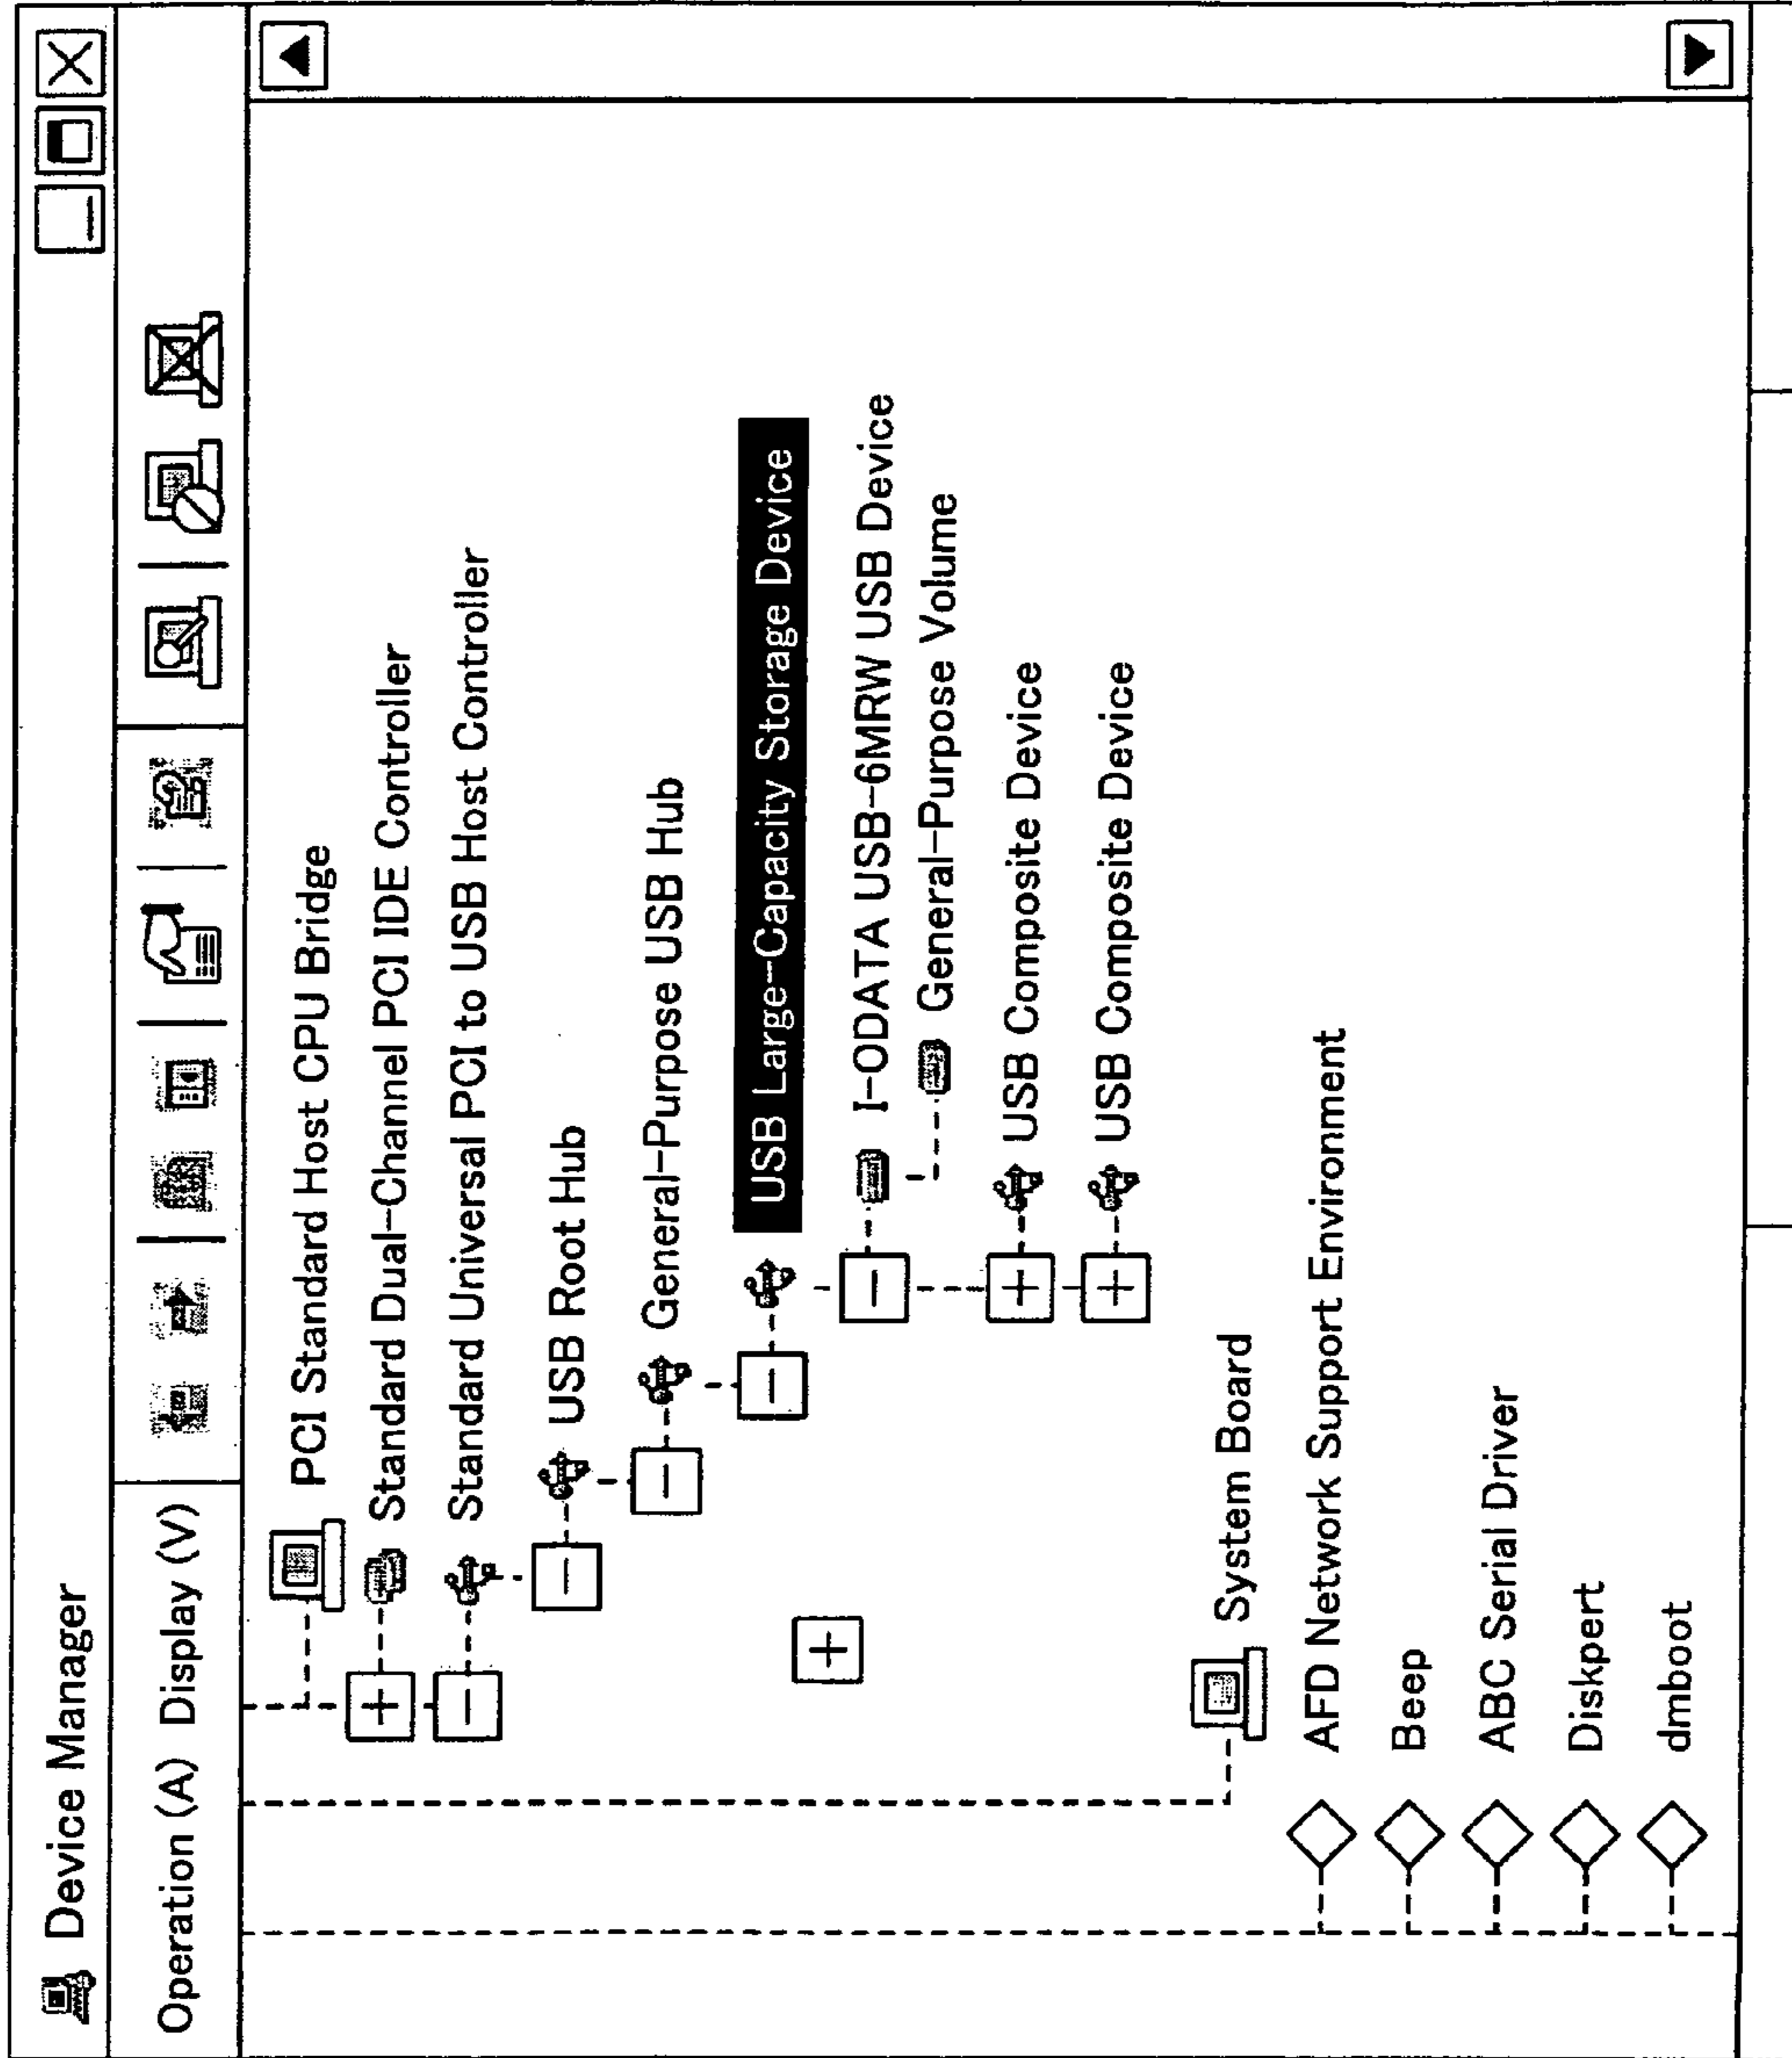 Device Manager
Operation (A) Display (V)
PCI Standard Host CPU Bridge
Standard Dual-Channel PCI IDE Controller
Standard Universal PCI to USB Host Controller
USB Root Hub
General-Purpose USB Hub
USB Large-Capacity Storage Device
I-ODATA USB-6MRW USB Device
General-Purpose Volume
USB Composite Device
USB Composite Device
System Board
AFD Network Support Environment
Beep
ABC Serial Driver
Diskpert
dmboot